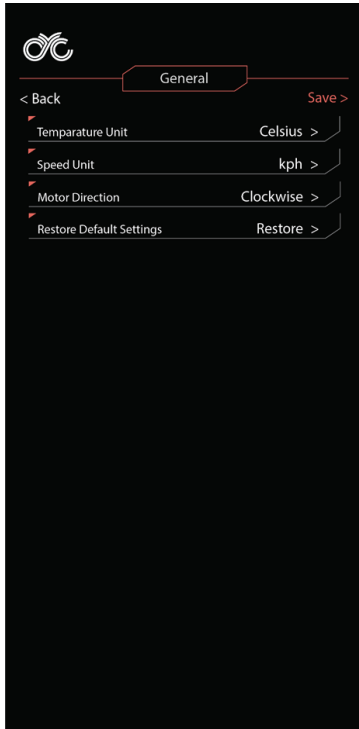 General
< Back Save >
Temparature Unit Celsius >
Speed Unit kph >
Motor Direction Clockwise >
Restore Default Settings Restore >